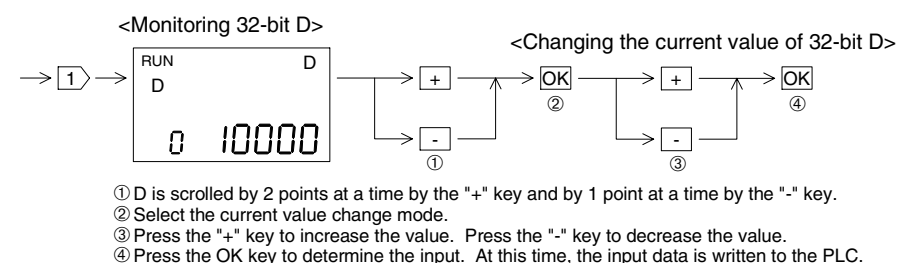 <Monitoring 32-bit D>
<Changing the current value of 32-bit D>
1 RUN D + OK + OK
D ② ④
0 10000 - -
① ③
① D is scrolled by 2 points at a time by the "+" key and by 1 point at a time by the "-" key.
② Select the current value change mode.
③ Press the "+" key to increase the value. Press the "-" key to decrease the value.
④ Press the OK key to determine the input. At this time, the input data is written to the PLC.